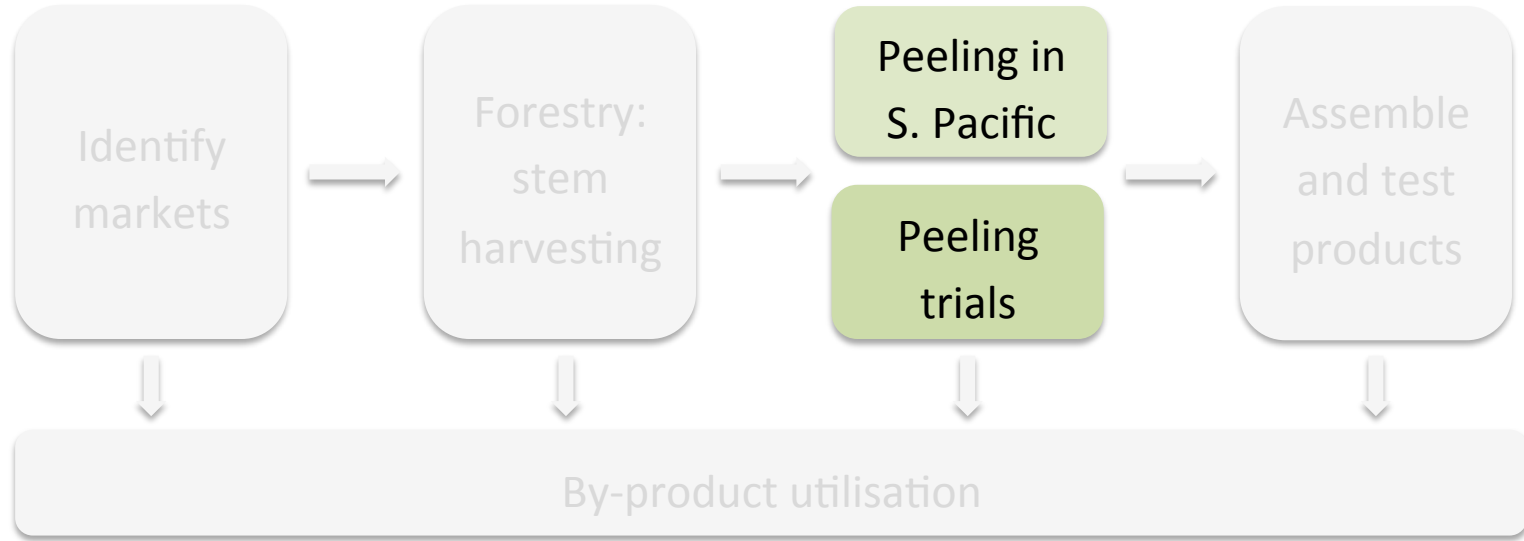 Identify
markets
Forestry:
stem
harvesting
Peeling in
S. Pacific
Peeling
trials
Assemble
and test
products
By-product utilisation